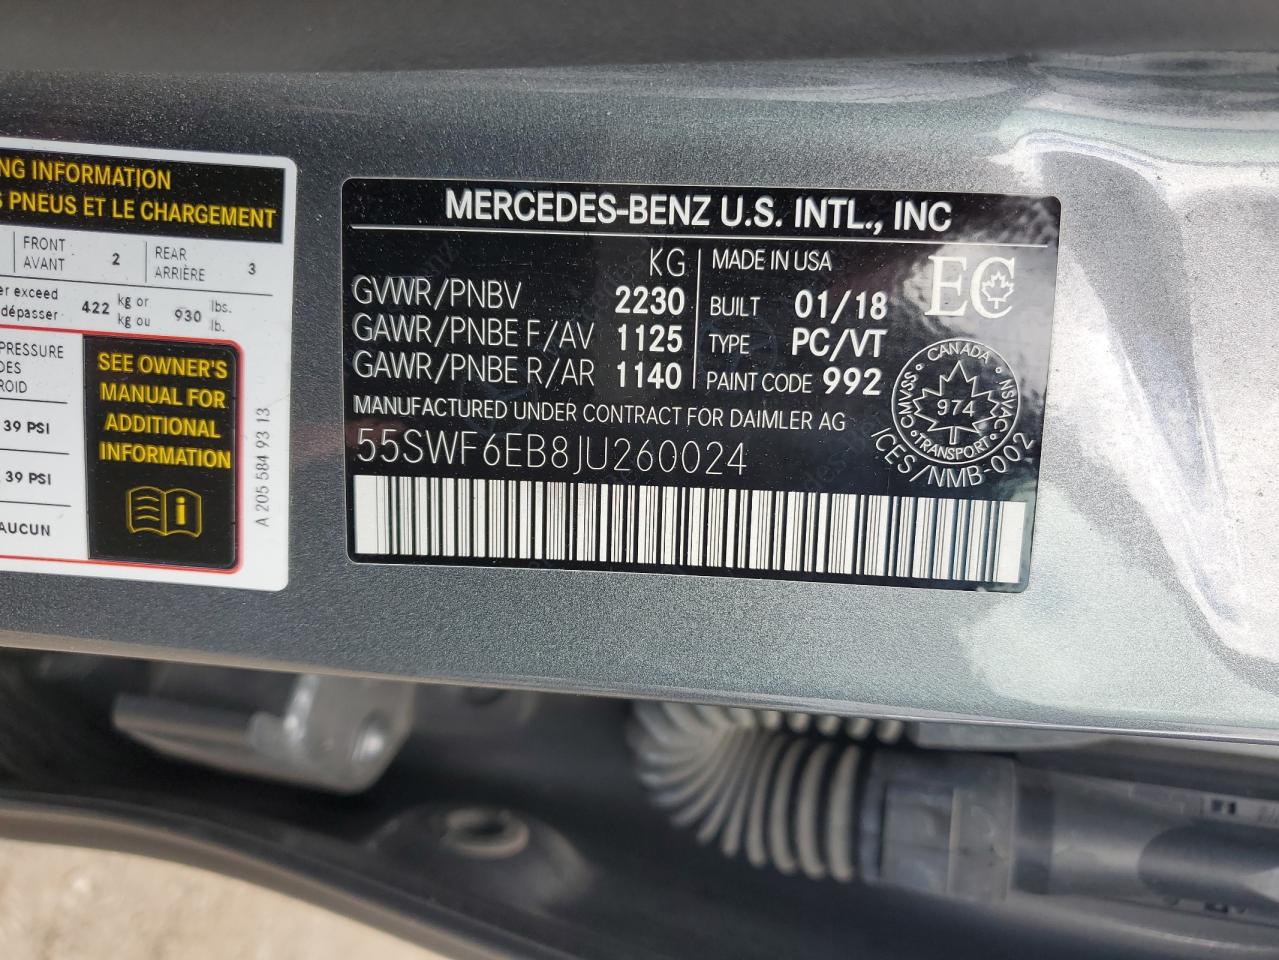 NG INFORMATION
S PNEUS ET LE CHARGEMENT
FRONT AVANT 2 REAR ARRIÈRE 3
er exceed
dépasser 422 kg or kg ou 930 lbs. lb.
PRESSURE
DES
ROID
39 PSI
39 PSI
AUCUN
SEE OWNER'S
MANUAL FOR
ADDITIONAL
INFORMATION
A 205 584 93 13
MERCEDES-BENZ U.S. INTL., INC
KG
GVWR/PNBV 2230
GAWR/PNBE F/AV 1125
GAWR/PNBE R/AR 1140
MADE IN USA
BUILT 01/18
TYPE PC/VT
PAINT CODE 992
EC
CANADA
OMVSS NSVAC
974
TRANSPORT
ICES/NMB-002
MANUFACTURED UNDER CONTRACT FOR DAIMLER AG
55SWF6EB8JU260024